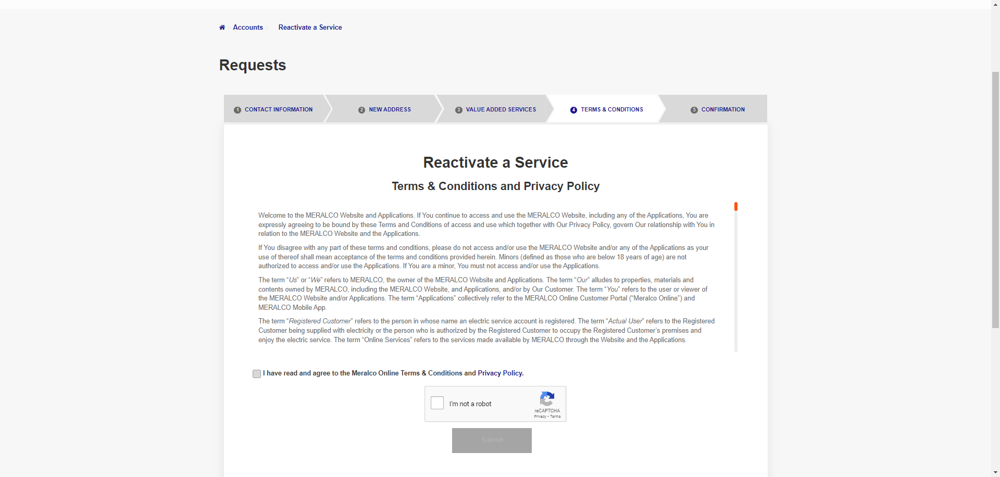 > Accounts > Reactivate a Service
Requests
1 CONTACT INFORMATION
2 NEW ADDRESS
3 VALUE ADDED SERVICES
4 TERMS & CONDITIONS
5 CONFIRMATION
Reactivate a Service
Terms & Conditions and Privacy Policy
Welcome to the MERALCO Website and Applications. If You continue to access and use the MERALCO Website, including any of the Applications, You are
expressly agreeing to be bound by these Terms and Conditions of access and use which together with Our Privacy Policy, govern Our relationship with You in
relation to the MERALCO Website and the Applications.
If You disagree with any part of these terms and conditions, please do not access and/or use the MERALCO Website and/or any of the Applications as your
use of thereof shall mean acceptance of the terms and conditions provided herein. Minors (defined as those who are below 18 years of age) are not
authorized to access and/or use the Applications. If You are a minor, You must not access and/or use the Applications.
The term “Us” or “We” refers to MERALCO, the owner of the MERALCO Website and Applications. The term “Our” alludes to properties, materials and
contents owned by MERALCO, including the MERALCO Website, and Applications, and/or by Our Customer. The term “You” refers to the user or viewer of
the MERALCO Website and/or Applications. The term “Applications” collectively refer to the MERALCO Online Customer Portal (“Meralco Online”) and
MERALCO Mobile App.
The term “Registered Customer” refers to the person in whose name an electric service account is registered. The term “Actual User” refers to the Registered
Customer being supplied with electricity or the person who is authorized by the Registered Customer to occupy the Registered Customer’s premises and
enjoy the electric service. The term “Online Services” refers to the services made available by MERALCO through the Website and the Applications.
I have read and agree to the Meralco Online Terms & Conditions and Privacy Policy.
I'm not a robot
reCAPTCHA
Privacy - Terms
Submit